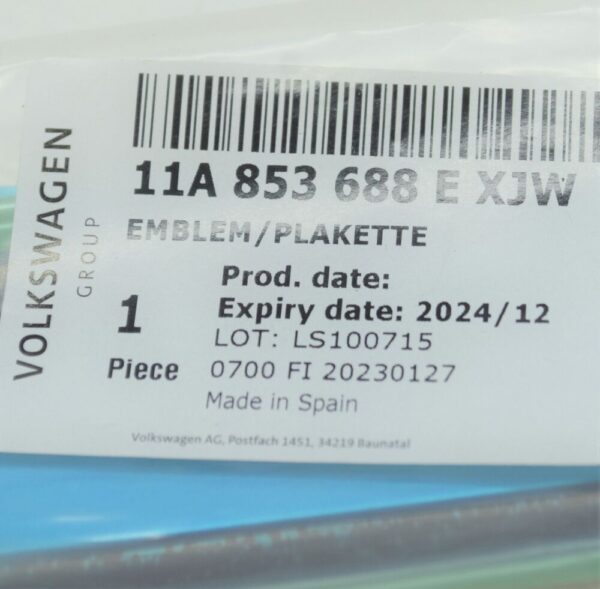 VOLKSWAGEN
GROUP
11A 853 688 E XJW
EMBLEM/PLAKETTE
Prod. date:
Expiry date: 2024/12
LOT: LS100715
1
Piece
0700 FI 20230127
Made in Spain
Volkswagen AG, Postfach 1451, 34219 Baunatal